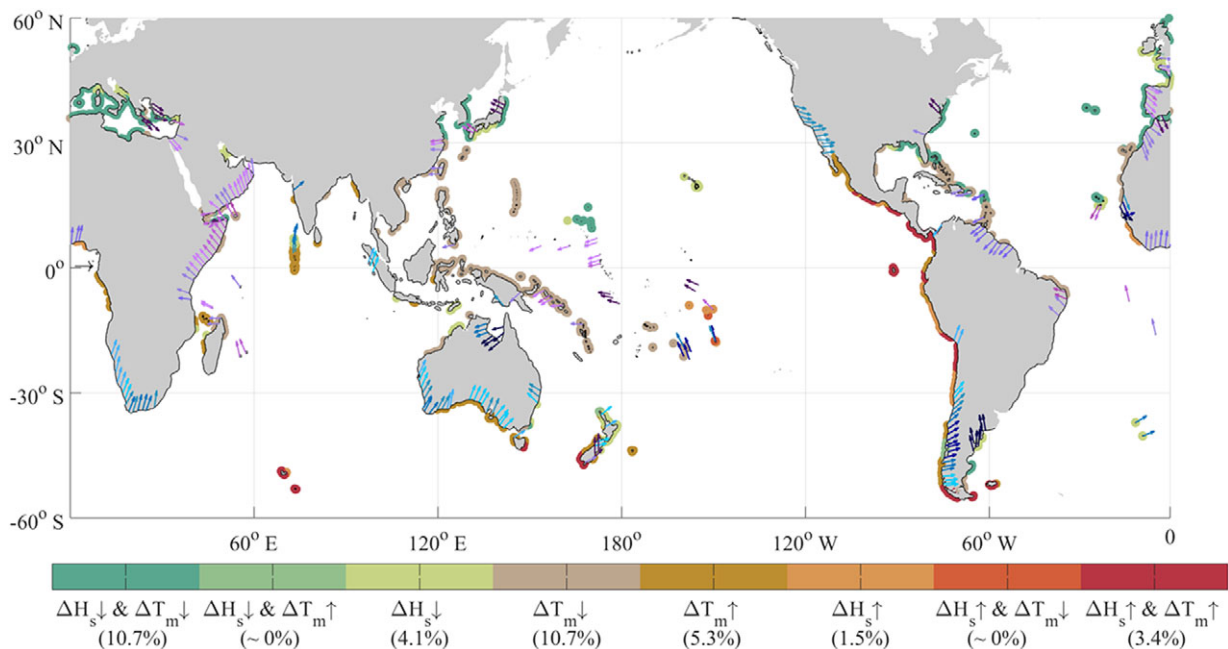 60° N
30° N
0°
-30° S
-60° S
60° E 120° E 180° 120° W 60° W 0
ΔHₛ↓ & ΔTₘ↓ ΔHₛ↓ & ΔTₘ↑ ΔHₛ↓ ΔTₘ↓ ΔTₘ↑ ΔHₛ↑ ΔHₛ↑ & ΔTₘ↓ ΔHₛ↑ & ΔTₘ↑
(10.7%) (~ 0%) (4.1%) (10.7%) (5.3%) (1.5%) (~ 0%) (3.4%)